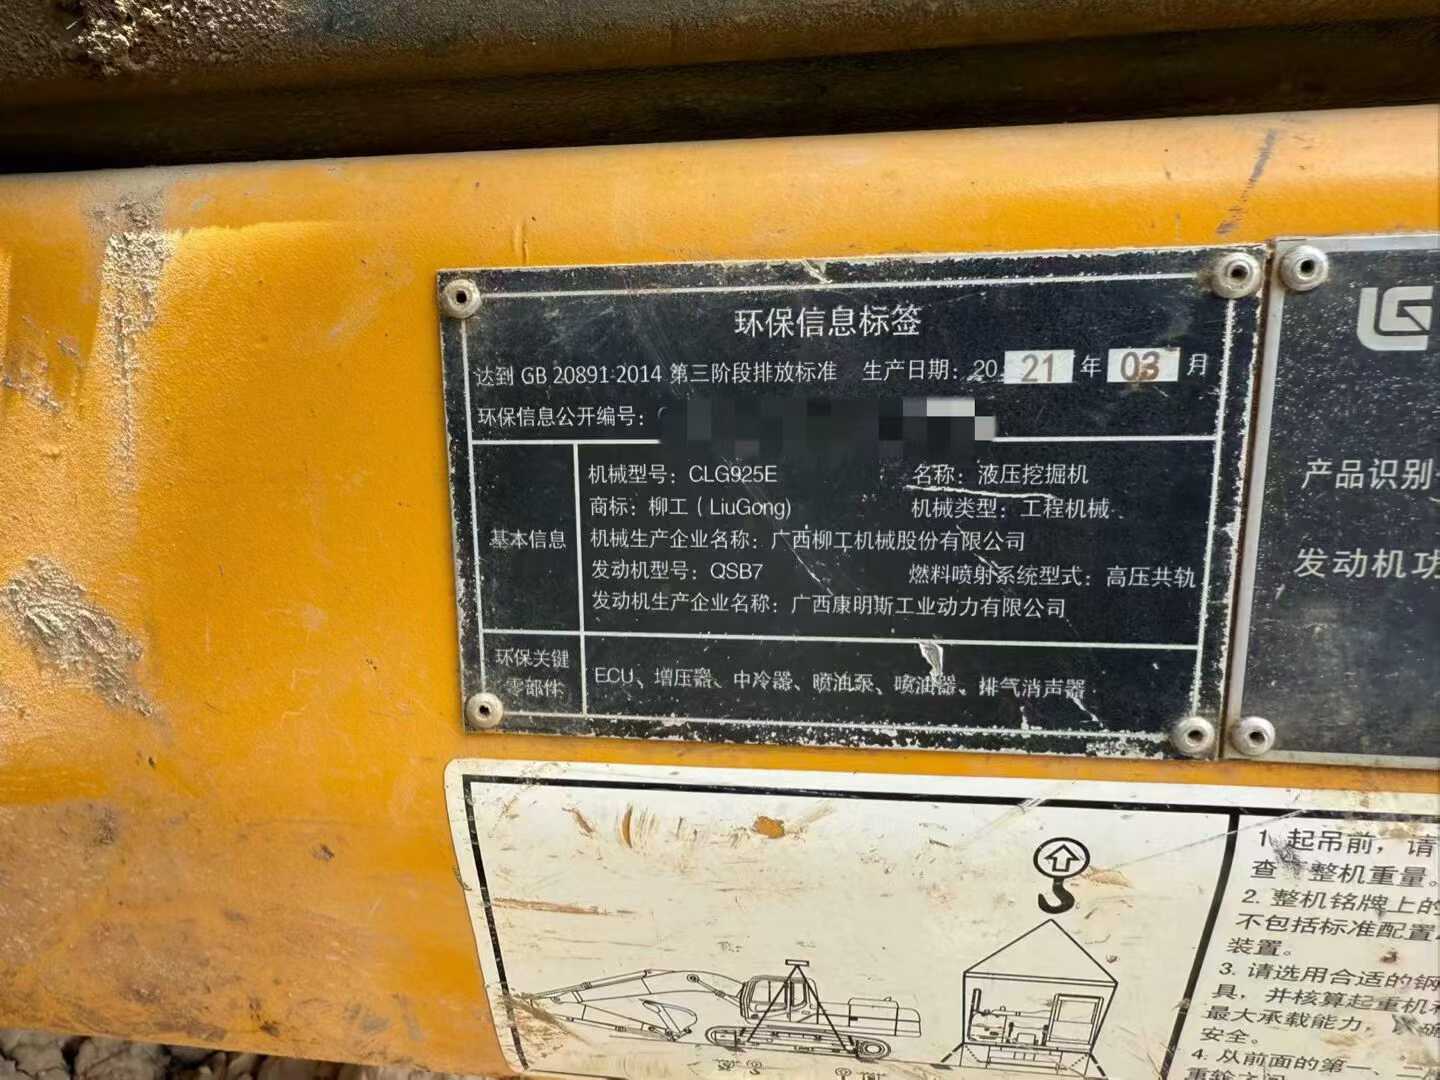 环保信息标签
达到 GB 20891-2014 第三阶段排放标准 生产日期：2021年03月
环保信息公开编号：
基本信息
机械型号：CLG925E 名称：液压挖掘机
商标：柳工（LiuGong) 机械类型：工程机械
机械生产企业名称：广西柳工机械股份有限公司
发动机型号：QSB7 燃料喷射系统型式：高压共轨
发动机生产企业名称：广西康明斯工业动力有限公司
环保关键
零部件
ECU、增压器、中冷器、喷油泵、喷油器、排气消声器
LG
产品识别
发动机功
1. 起吊前，请
查 整机重量。
2. 整机铭牌上的
不包括标准配置
装置。
3. 请选用合适的钢
具，并核算起重机
最大承载能力，
安全。
4. 从前面的第一、